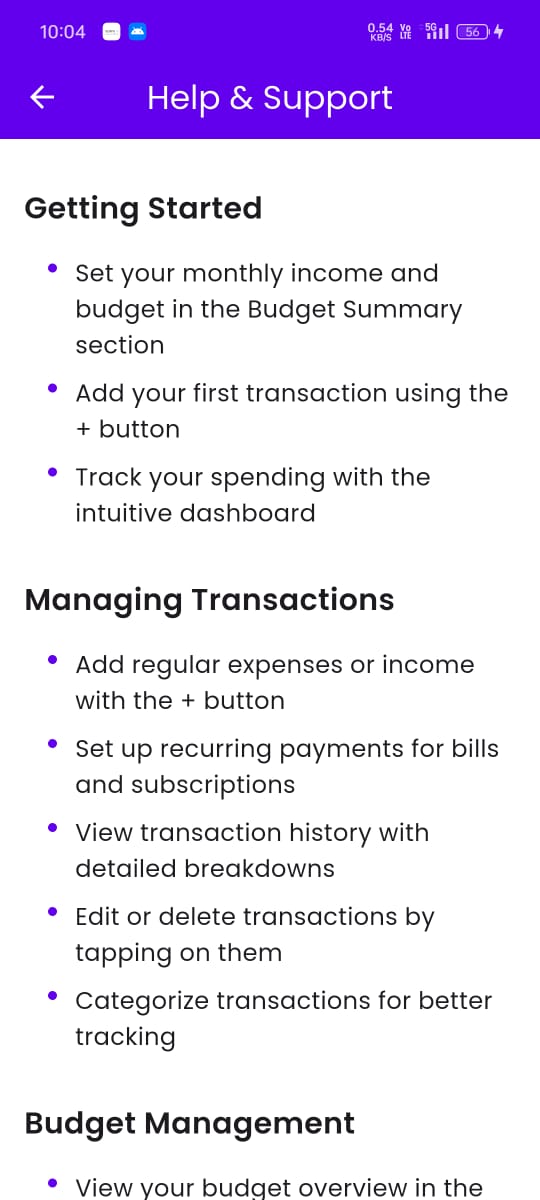 10:04
0.54 KB/S Vo LTE 5G 56
Help & Support
Getting Started
• Set your monthly income and
budget in the Budget Summary
section
• Add your first transaction using the
+ button
• Track your spending with the
intuitive dashboard
Managing Transactions
• Add regular expenses or income
with the + button
• Set up recurring payments for bills
and subscriptions
• View transaction history with
detailed breakdowns
• Edit or delete transactions by
tapping on them
• Categorize transactions for better
tracking
Budget Management
• View your budget overview in the